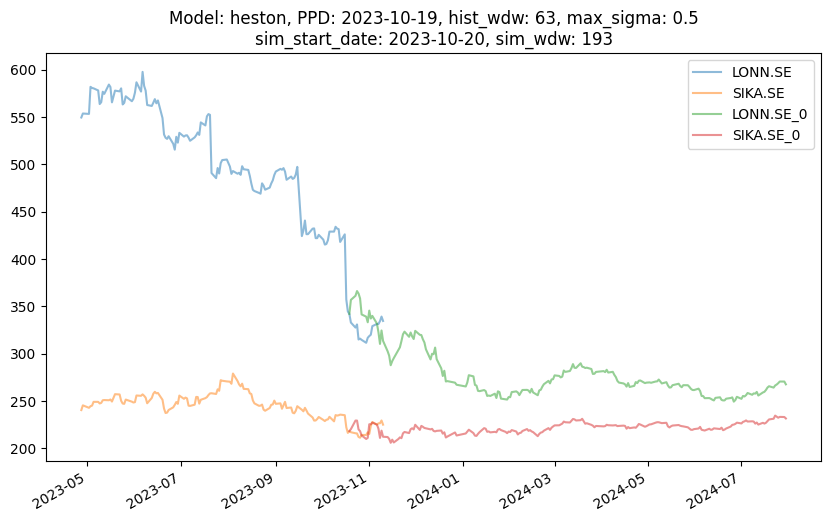 Model: heston, PPD: 2023-10-19, hist_wdw: 63, max_sigma: 0.5
sim_start_date: 2023-10-20, sim_wdw: 193
LONN.SE
SIKA.SE
LONN.SE_0
SIKA.SE_0
600
550
500
450
400
350
300
250
200
2023-05
2023-07
2023-09
2023-11
2024-01
2024-03
2024-05
2024-07